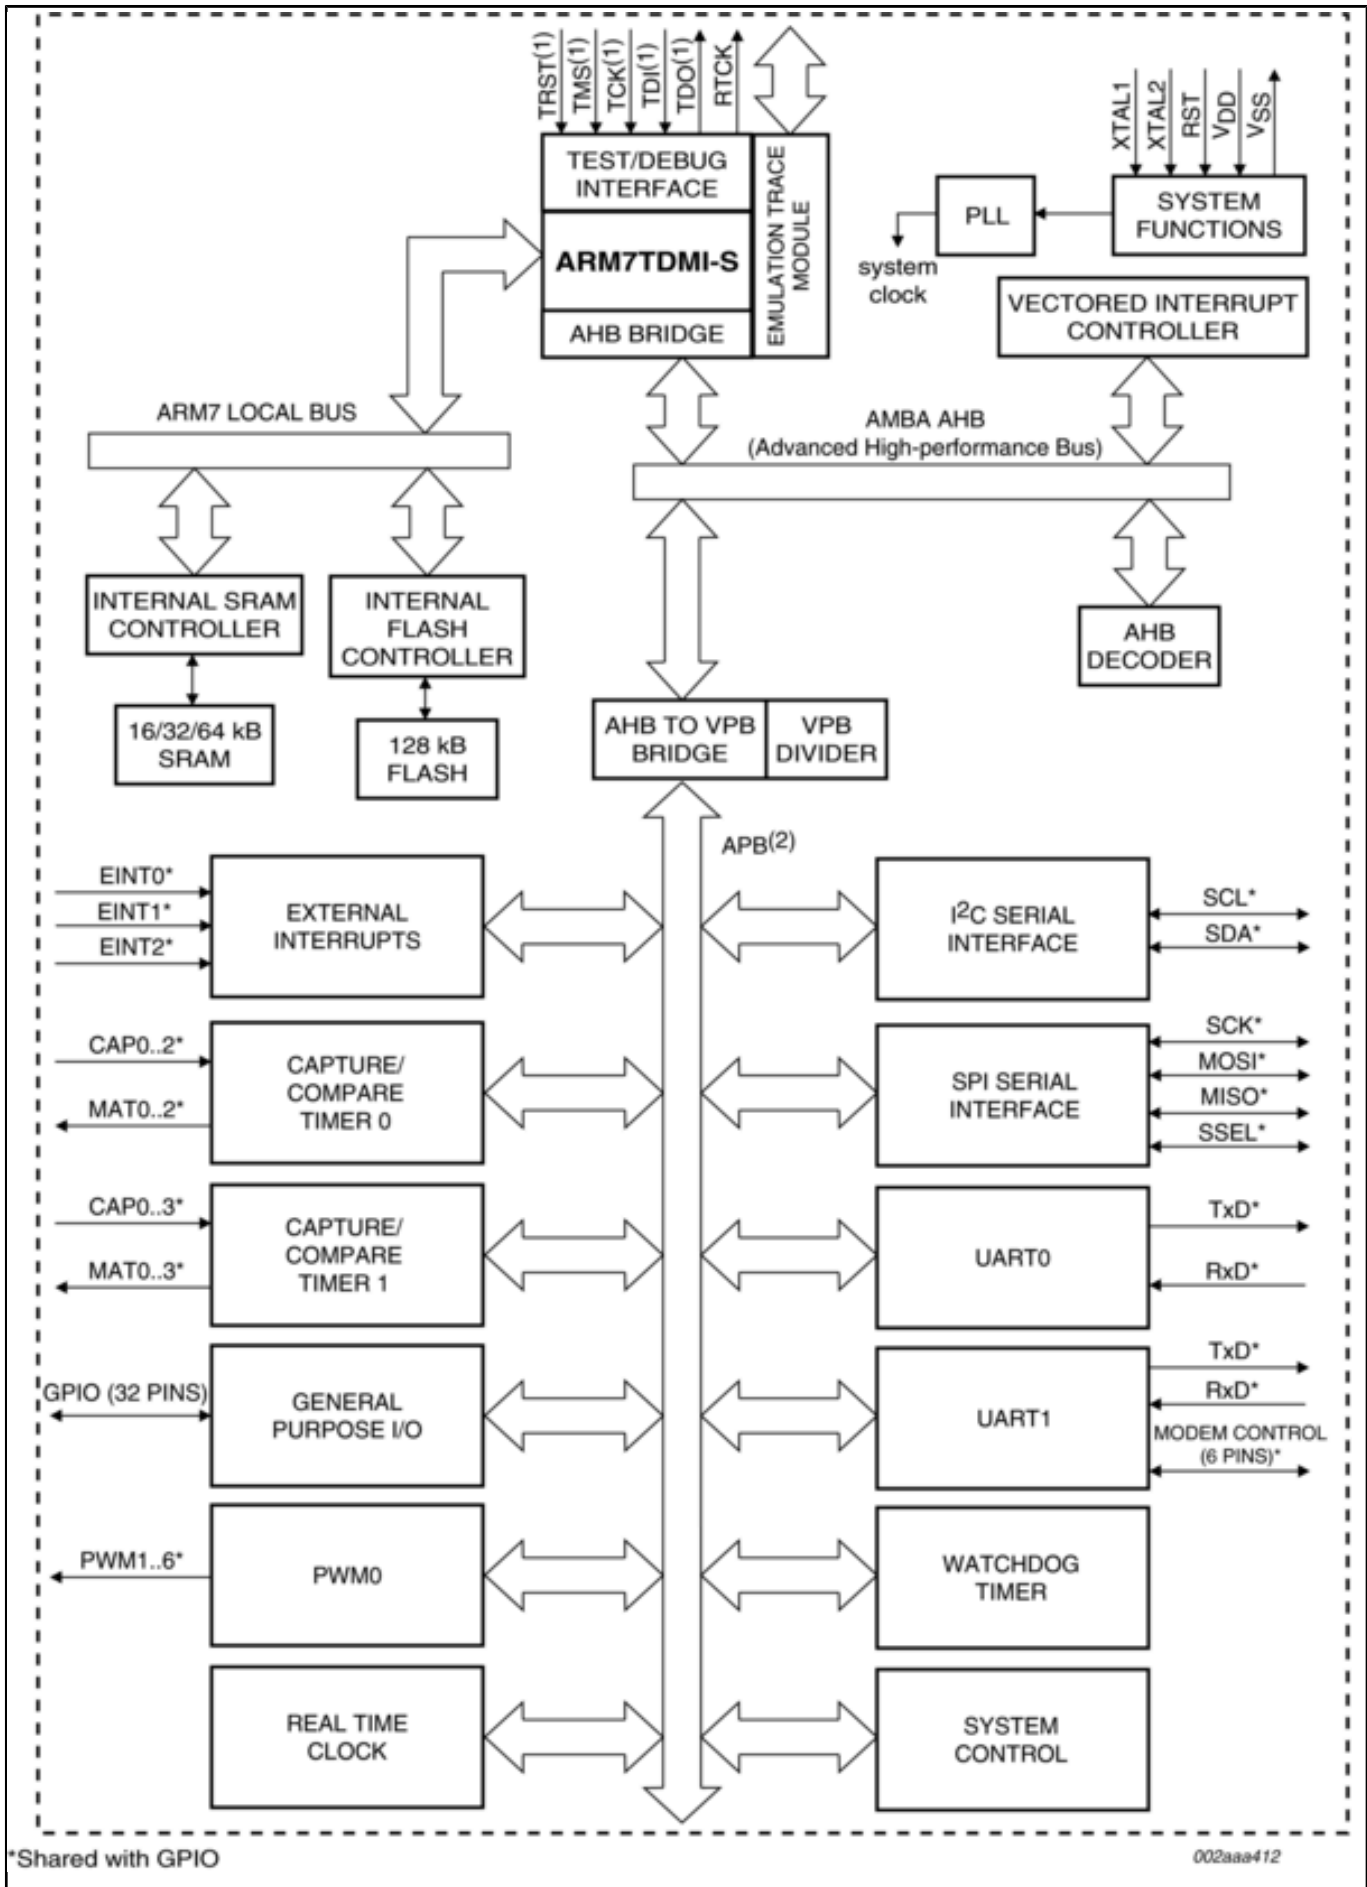 TRST(1)
TMS(1)
TCK(1)
TDI(1)
TDO(1)
RTCK
XTAL1
XTAL2
RST
VDD
VSS
TEST/DEBUG
INTERFACE
ARM7TDMI-S
AHB BRIDGE
EMULATION TRACE
MODULE
PLL
SYSTEM
FUNCTIONS
system
clock
VECTORED INTERRUPT
CONTROLLER
ARM7 LOCAL BUS
AMBA AHB
(Advanced High-performance Bus)
INTERNAL SRAM
CONTROLLER
INTERNAL
FLASH
CONTROLLER
AHB
DECODER
16/32/64 kB
SRAM
128 kB
FLASH
AHB TO VPB
BRIDGE
VPB
DIVIDER
APB(2)
EINT0*
EINT1*
EINT2*
EXTERNAL
INTERRUPTS
I2C SERIAL
INTERFACE
SCL*
SDA*
CAP0..2*
MAT0..2*
CAPTURE/
COMPARE
TIMER 0
SPI SERIAL
INTERFACE
SCK*
MOSI*
MISO*
SSEL*
CAP0..3*
MAT0..3*
CAPTURE/
COMPARE
TIMER 1
UART0
TxD*
RxD*
GPIO (32 PINS)
GENERAL
PURPOSE I/O
UART1
TxD*
RxD*
MODEM CONTROL
(6 PINS)*
PWM1..6*
PWM0
WATCHDOG
TIMER
REAL TIME
CLOCK
SYSTEM
CONTROL
*Shared with GPIO
002aaa412